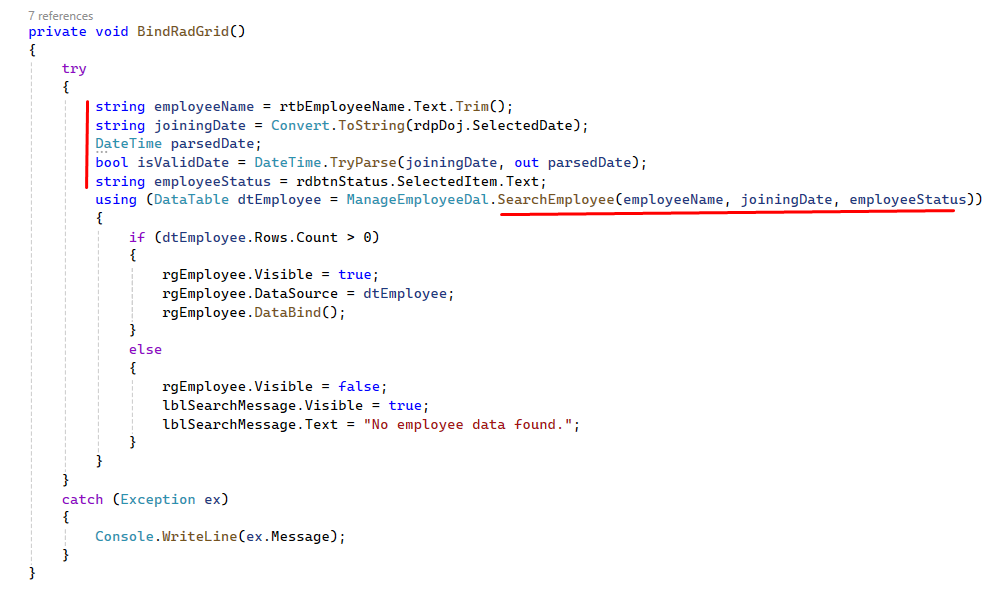 7 references
private void BindRadGrid()
{
try
{
string employeeName = rtbEmployeeName.Text.Trim();
string joiningDate = Convert.ToString(rdpDoj.SelectedDate);
DateTime parsedDate;
bool isValidDate = DateTime.TryParse(joiningDate, out parsedDate);
string employeeStatus = rdbtnStatus.SelectedItem.Text;
using (DataTable dtEmployee = ManageEmployeeDal.SearchEmployee(employeeName, joiningDate, employeeStatus))
{
if (dtEmployee.Rows.Count > 0)
{
rgEmployee.Visible = true;
rgEmployee.DataSource = dtEmployee;
rgEmployee.DataBind();
}
else
{
rgEmployee.Visible = false;
lblSearchMessage.Visible = true;
lblSearchMessage.Text = "No employee data found.";
}
}
}
catch (Exception ex)
{
Console.WriteLine(ex.Message);
}
}